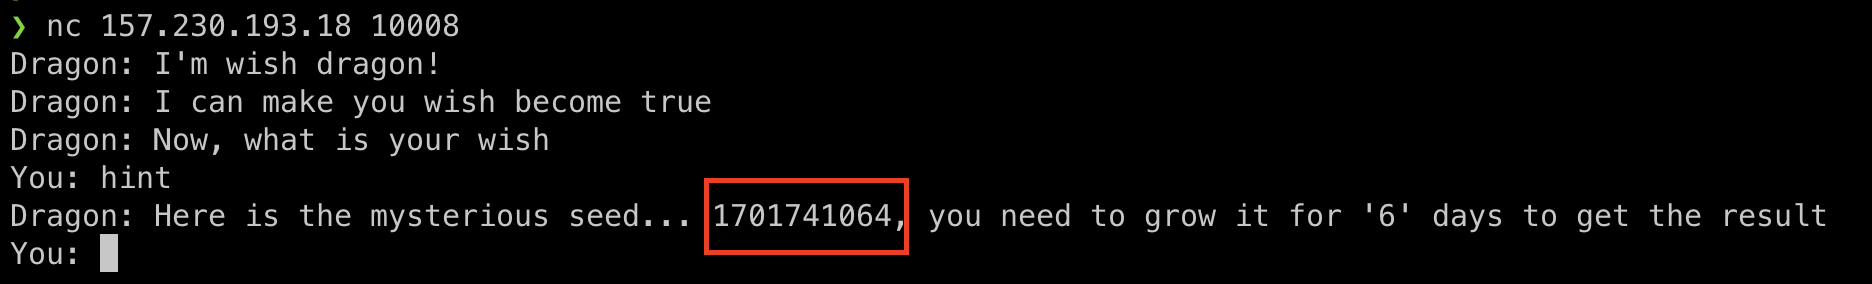 ❯ nc 157.230.193.18 10008
Dragon: I'm wish dragon!
Dragon: I can make you wish become true
Dragon: Now, what is your wish
You: hint
Dragon: Here is the mysterious seed... 1701741064, you need to grow it for '6' days to get the result
You: